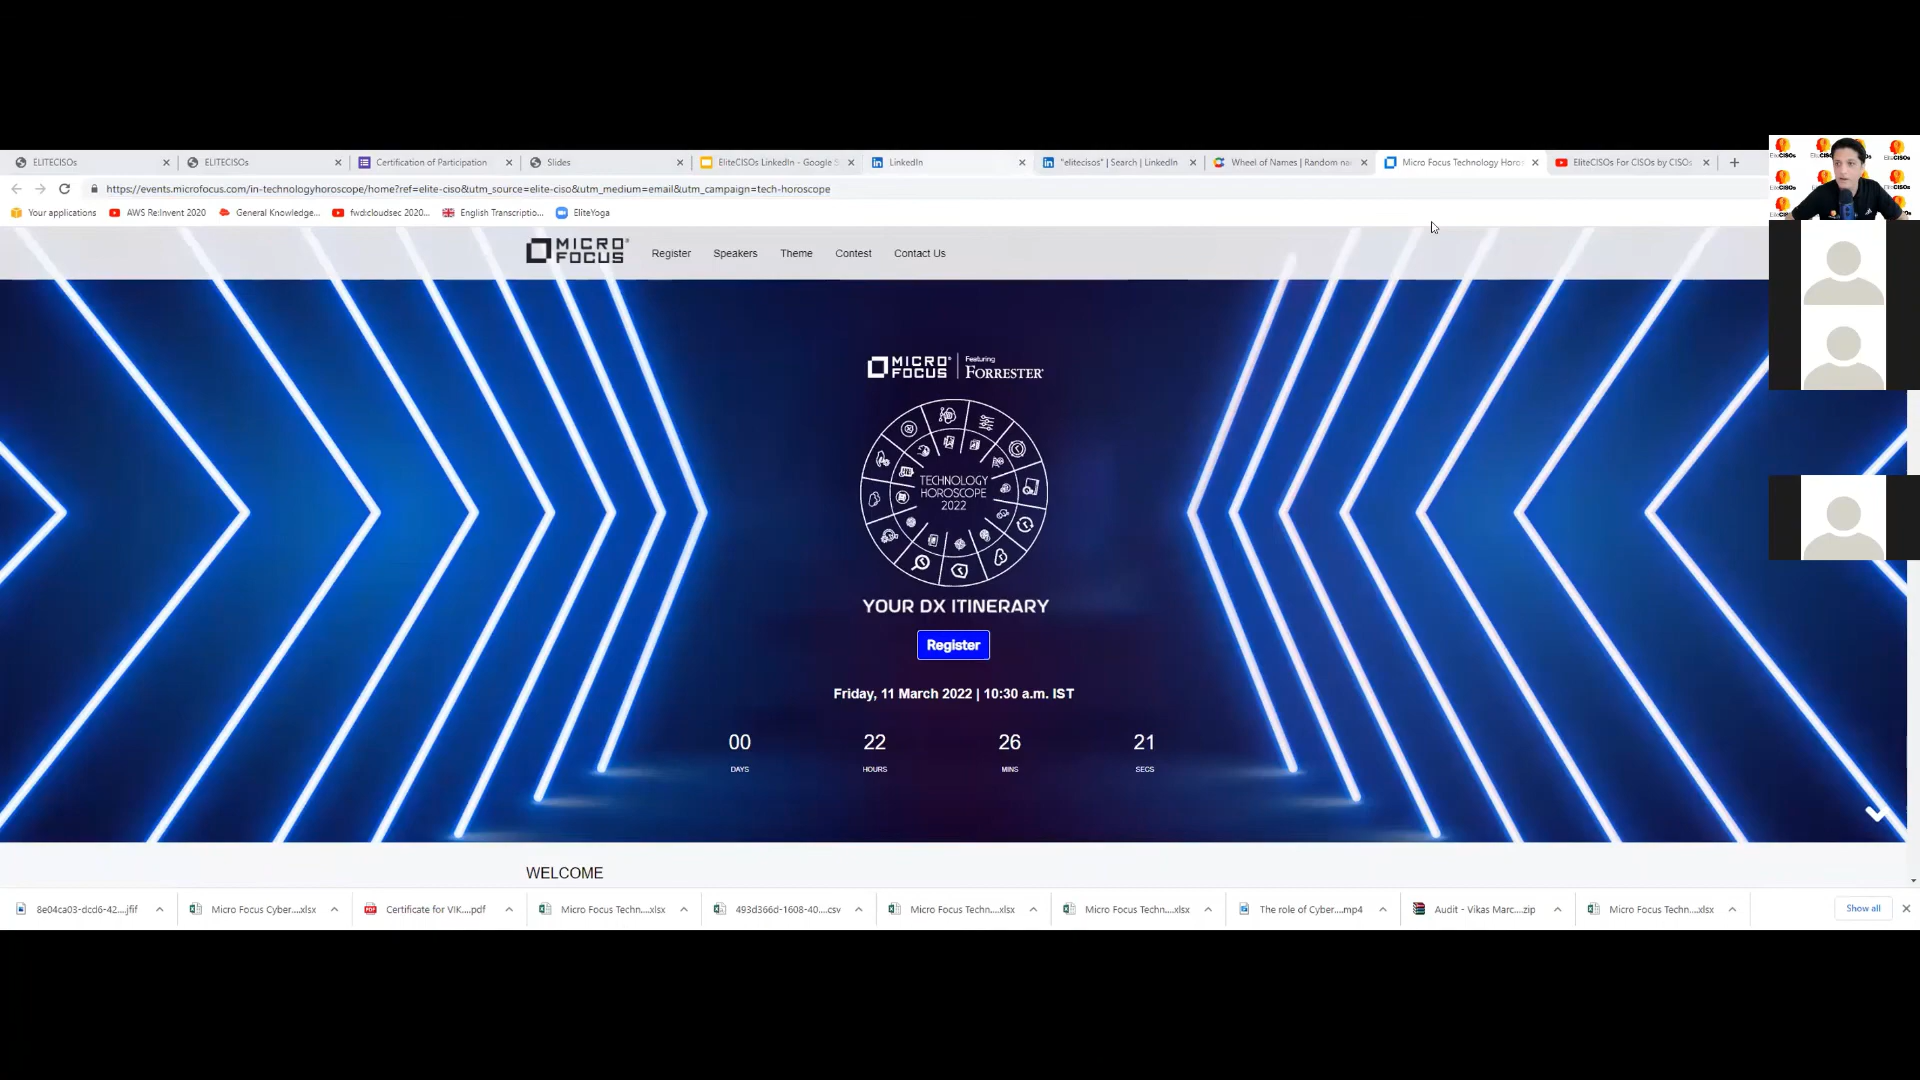 ELITECISOs
ELITECISOs
Certification of Participation
Slides
EliteCISOs LinkedIn - Google S
LinkedIn
"elitecisos" | Search | LinkedIn
Wheel of Names | Random na
Micro Focus Technology Horo
EliteCISOs For CISOs by CISOs
https://events.microfocus.com/in-technologyhoroscope/home?ref=elite-ciso&utm_source=elite-ciso&utm_medium=email&utm_campaign=tech-horoscope
Your applications
AWS Re:Invent 2020
General Knowledge...
fwd:cloudsec 2020...
English Transcriptio...
EliteYoga
MICRO
FOCUS
Register
Speakers
Theme
Contest
Contact Us
MICRO
FOCUS
Featuring
FORRESTER
TECHNOLOGY
HOROSCOPE
2022
YOUR DX ITINERARY
Register
Friday, 11 March 2022 | 10:30 a.m. IST
00 22 26 21
DAYS HOURS MINS SECS
WELCOME
8e04ca03-dcd6-42....jfif
Micro Focus Cyber....xlsx
Certificate for VIK....pdf
Micro Focus Techn....xlsx
493d366d-1608-40....csv
Micro Focus Techn....xlsx
Micro Focus Techn....xlsx
The role of Cyber....mp4
Audit - Vikas Marc....zip
Micro Focus Techn....xlsx
Show all